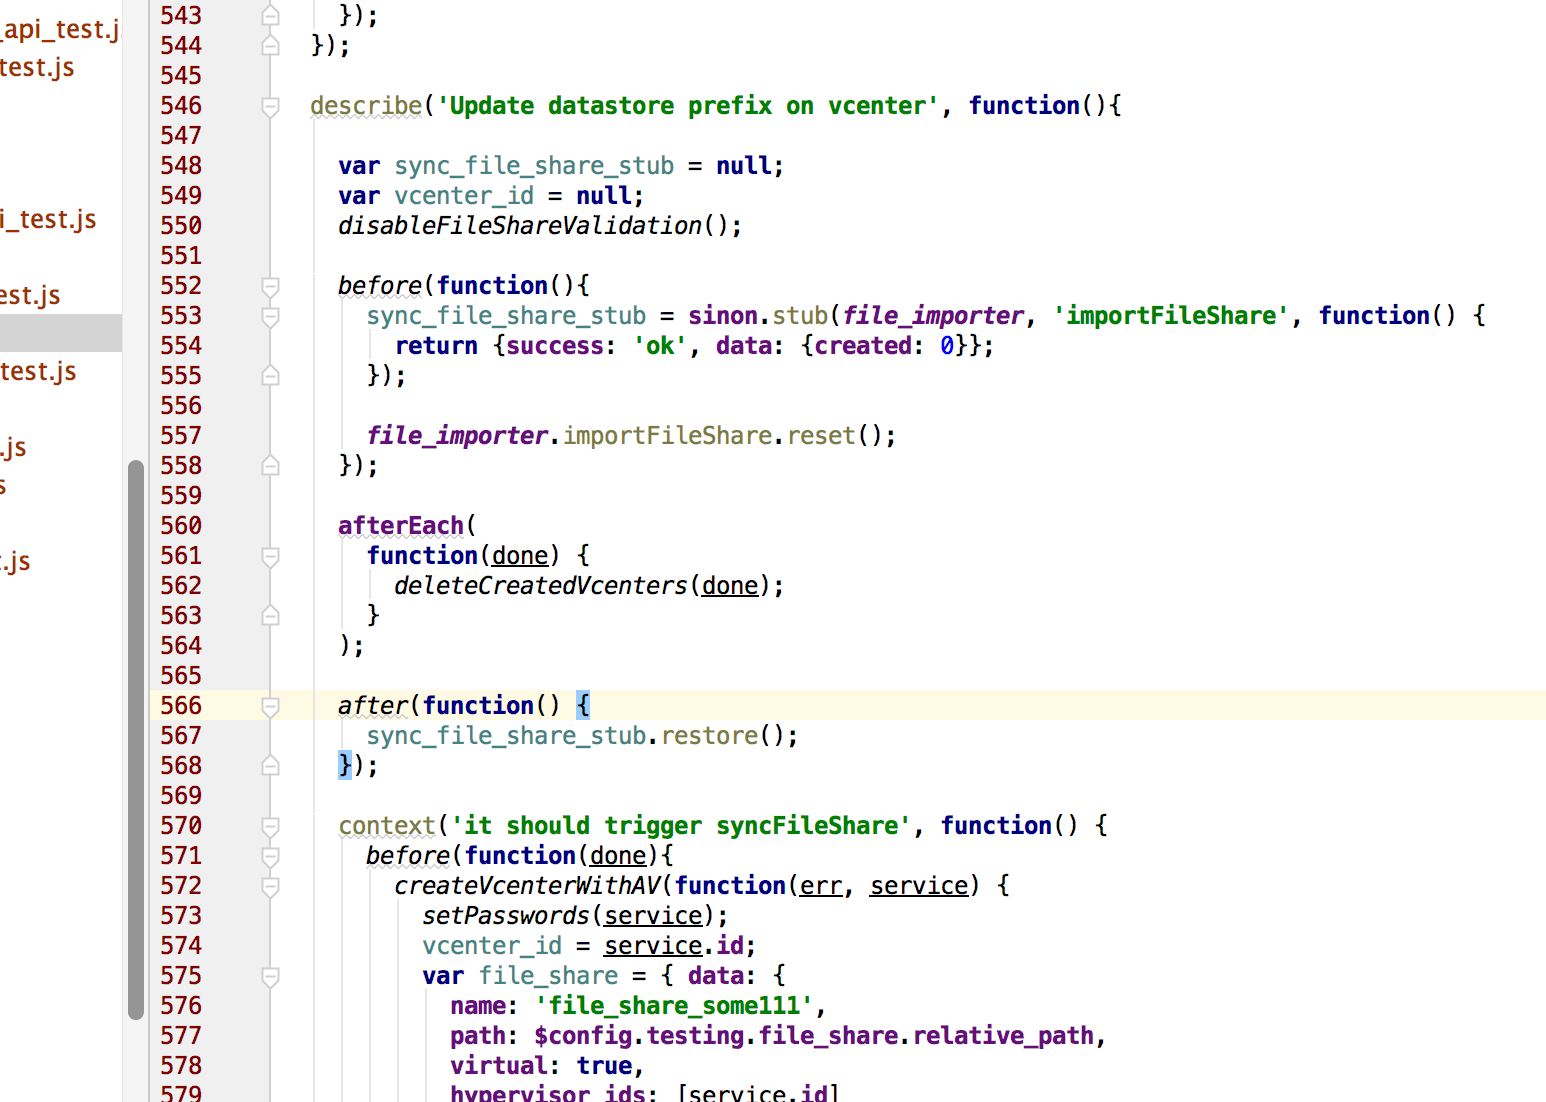 _api_test.j
test.js
i_test.js
est.js
test.js
.js
s
.js
543 });
544 });
545
546 describe('Update datastore prefix on vcenter', function(){
547
548 var sync_file_share_stub = null;
549 var vcenter_id = null;
550 disableFileShareValidation();
551
552 before(function(){
553 sync_file_share_stub = sinon.stub(file_importer, 'importFileShare', function() {
554 return {success: 'ok', data: {created: 0}};
555 });
556
557 file_importer.importFileShare.reset();
558 });
559
560 afterEach(
561 function(done) {
562 deleteCreatedVcenters(done);
563 }
564 );
565
566 after(function() {
567 sync_file_share_stub.restore();
568 });
569
570 context('it should trigger syncFileShare', function() {
571 before(function(done){
572 createVcenterWithAV(function(err, service) {
573 setPasswords(service);
574 vcenter_id = service.id;
575 var file_share = { data: {
576 name: 'file_share_some111',
577 path: $config.testing.file_share.relative_path,
578 virtual: true,
579 hypervisor_ids: [service.id]